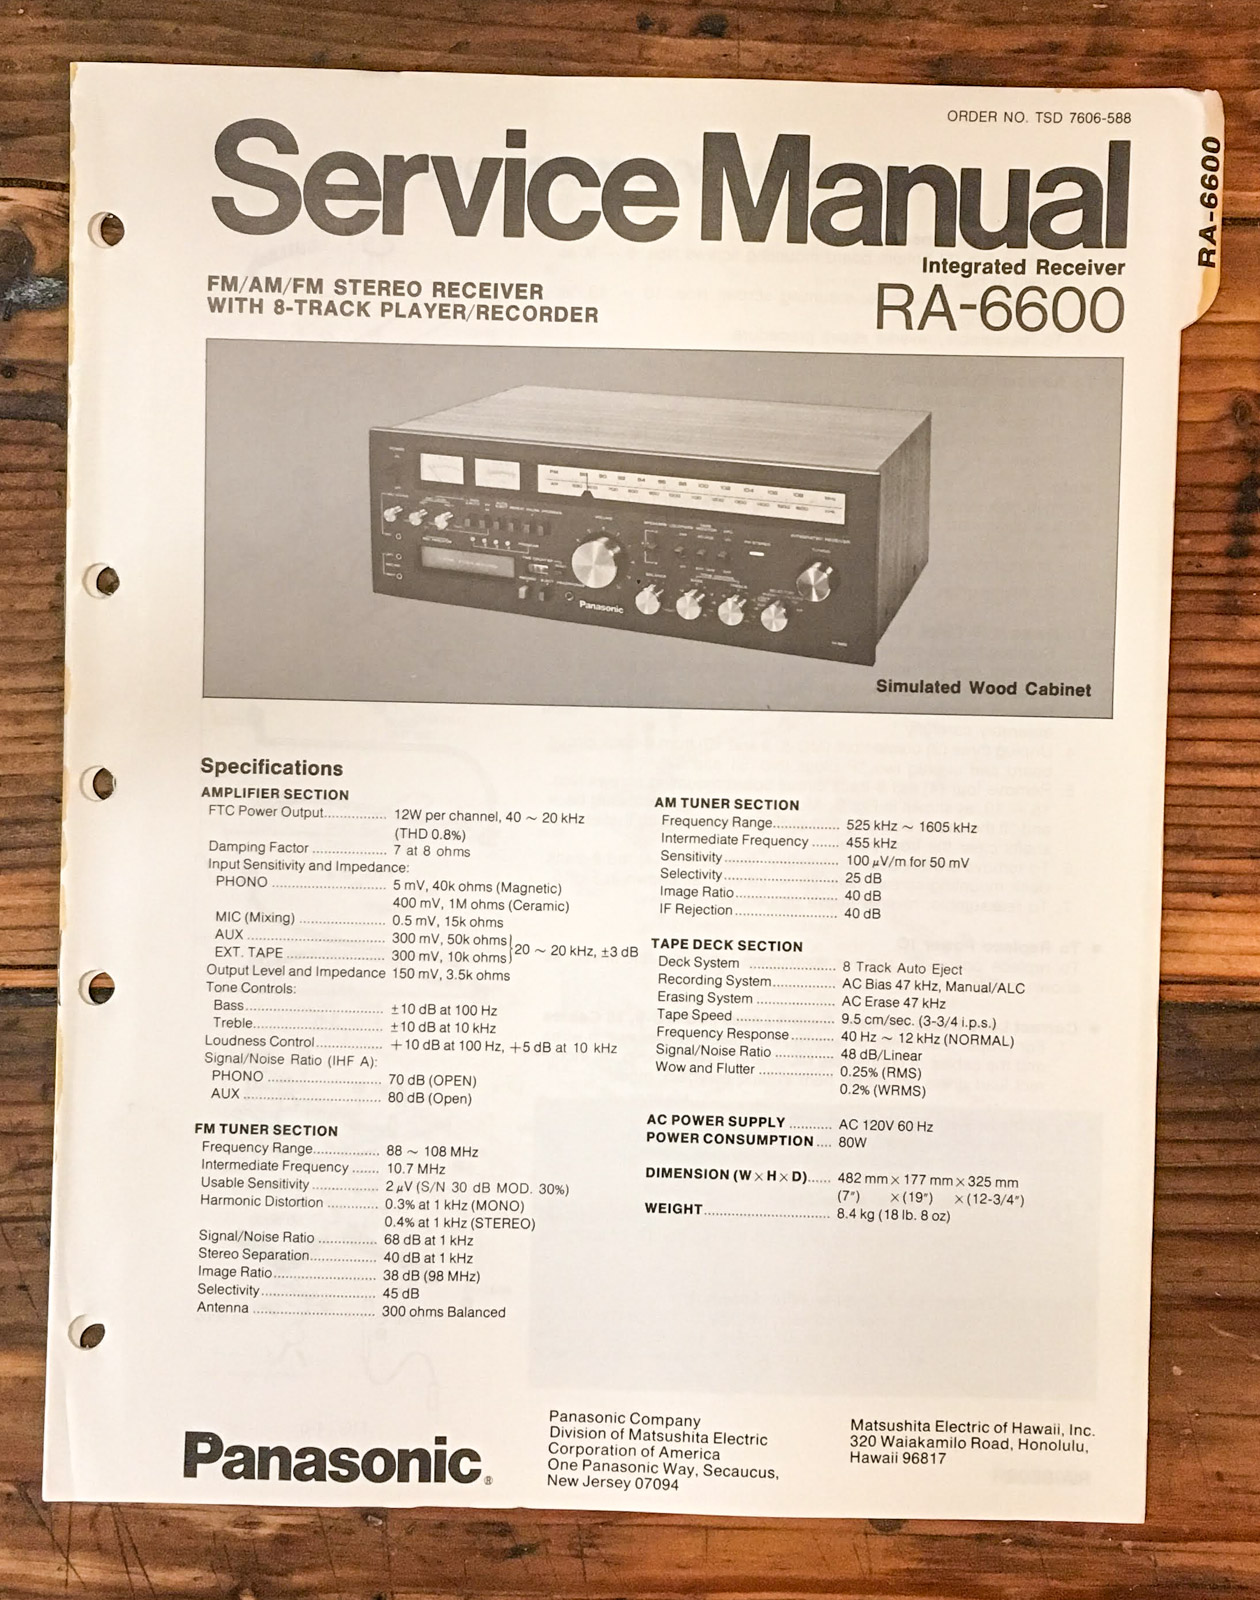 ORDER NO. TSD 7606-588
Service Manual
RA-6600
Integrated Receiver
FM/AM/FM STEREO RECEIVER
WITH 8-TRACK PLAYER/RECORDER
RA-6600
Panasonic
Simulated Wood Cabinet
Specifications
AMPLIFIER SECTION
FTC Power Output............... 12W per channel, 40 ~ 20 kHz
(THD 0.8%)
Damping Factor .................. 7 at 8 ohms
Input Sensitivity and Impedance:
PHONO ............................ 5 mV, 40k ohms (Magnetic)
400 mV, 1M ohms (Ceramic)
MIC (Mixing) ..................... 0.5 mV, 15k ohms
AUX .................................. 300 mV, 50k ohms
EXT. TAPE ........................ 300 mV, 10k ohms } 20 ~ 20 kHz, ±3 dB
Output Level and Impedance 150 mV, 3.5k ohms
Tone Controls:
Bass.................................. ±10 dB at 100 Hz
Treble................................ ±10 dB at 10 kHz
Loudness Control................ +10 dB at 100 Hz, +5 dB at 10 kHz
Signal/Noise Ratio (IHF A):
PHONO ............................ 70 dB (OPEN)
AUX .................................. 80 dB (Open)
FM TUNER SECTION
Frequency Range................ 88 ~ 108 MHz
Intermediate Frequency ....... 10.7 MHz
Usable Sensitivity ................ 2 µV (S/N 30 dB MOD. 30%)
Harmonic Distortion ............. 0.3% at 1 kHz (MONO)
0.4% at 1 kHz (STEREO)
Signal/Noise Ratio ............... 68 dB at 1 kHz
Stereo Separation................. 40 dB at 1 kHz
Image Ratio.......................... 38 dB (98 MHz)
Selectivity............................. 45 dB
Antenna ............................... 300 ohms Balanced
AM TUNER SECTION
Frequency Range................ 525 kHz ~ 1605 kHz
Intermediate Frequency ....... 455 kHz
Sensitivity............................ 100 µV/m for 50 mV
Selectivity............................ 25 dB
Image Ratio......................... 40 dB
IF Rejection......................... 40 dB
TAPE DECK SECTION
Deck System ..................... 8 Track Auto Eject
Recording System............... AC Bias 47 kHz, Manual/ALC
Erasing System ................... AC Erase 47 kHz
Tape Speed ........................ 9.5 cm/sec. (3-3/4 i.p.s.)
Frequency Response........... 40 Hz ~ 12 kHz (NORMAL)
Signal/Noise Ratio .............. 48 dB/Linear
Wow and Flutter .................. 0.25% (RMS)
0.2% (WRMS)
AC POWER SUPPLY .......... AC 120V 60 Hz
POWER CONSUMPTION .... 80W
DIMENSION (W×H×D)...... 482 mm × 177 mm × 325 mm
(7") ×(19") ×(12-3/4")
WEIGHT.............................. 8.4 kg (18 lb. 8 oz)
Panasonic®
Panasonic Company
Division of Matsushita Electric
Corporation of America
One Panasonic Way, Secaucus,
New Jersey 07094
Matsushita Electric of Hawaii, Inc.
320 Waiakamilo Road, Honolulu,
Hawaii 96817